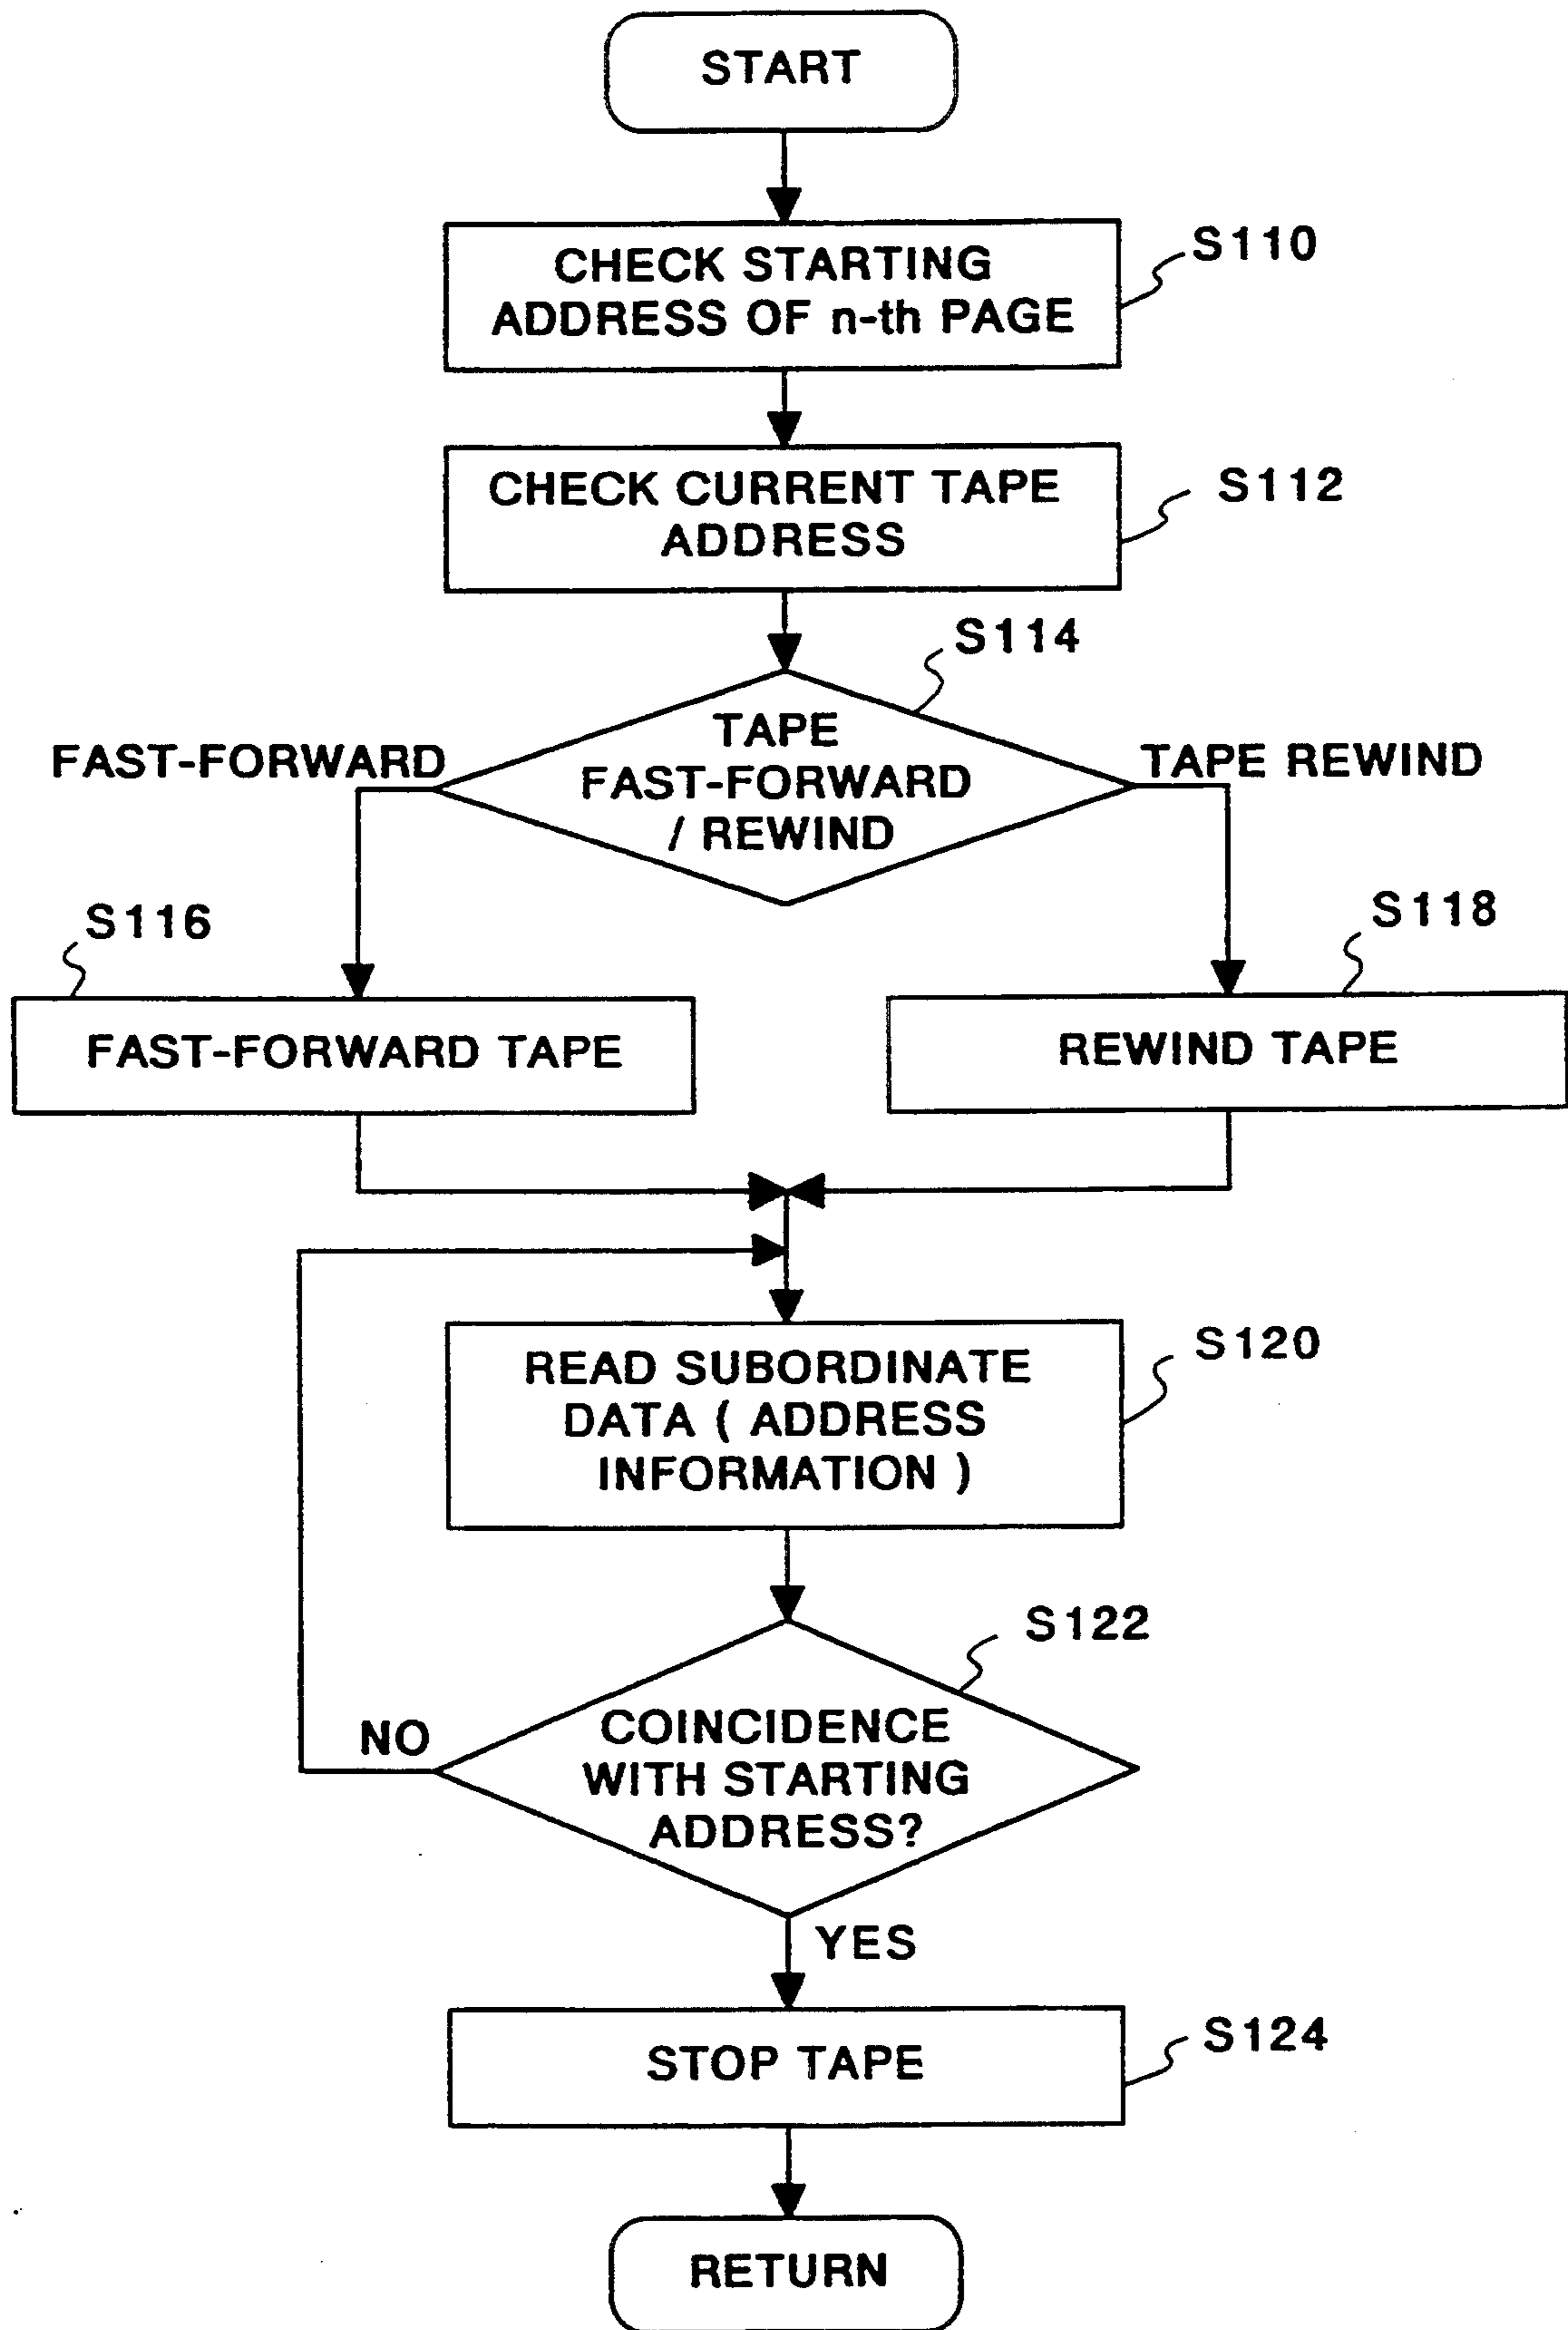 START
CHECK STARTING
ADDRESS OF n-th PAGE
S110
CHECK CURRENT TAPE
ADDRESS
S112
S114
TAPE
FAST-FORWARD
/ REWIND
FAST-FORWARD
TAPE REWIND
S116
FAST-FORWARD TAPE
S118
REWIND TAPE
READ SUBORDINATE
DATA ( ADDRESS
INFORMATION )
S120
S122
COINCIDENCE
WITH STARTING
ADDRESS?
NO
YES
STOP TAPE
S124
RETURN